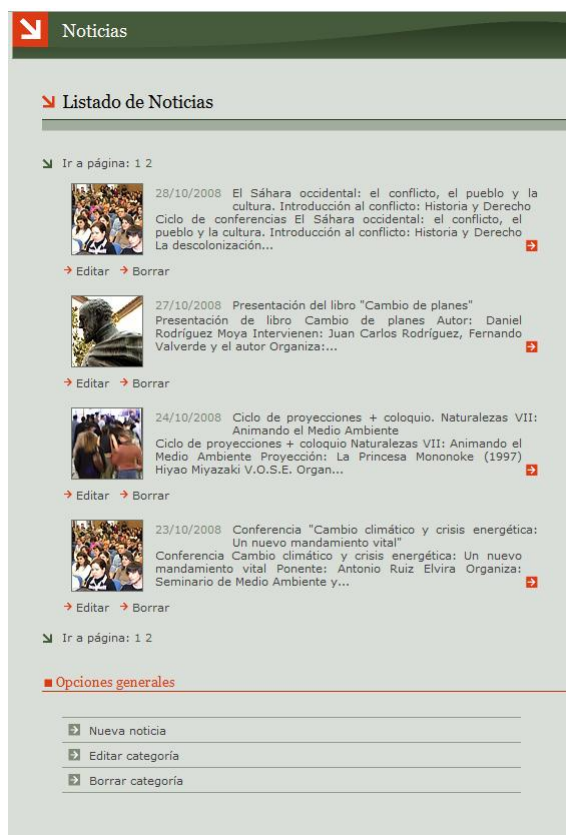 Noticias
Listado de Noticias
Ir a página: 1 2
28/10/2008 El Sáhara occidental: el conflicto, el pueblo y la
cultura. Introducción al conflicto: Historia y Derecho
Ciclo de conferencias El Sáhara occidental: el conflicto, el
pueblo y la cultura. Introducción al conflicto: Historia y Derecho
La descolonización...
Editar Borrar
27/10/2008 Presentación del libro "Cambio de planes"
Presentación de libro Cambio de planes Autor: Daniel
Rodríguez Moya Intervienen: Juan Carlos Rodríguez, Fernando
Valverde y el autor Organiza:...
Editar Borrar
24/10/2008 Ciclo de proyecciones + coloquio. Naturalezas VII:
Animando el Medio Ambiente
Ciclo de proyecciones + coloquio Naturalezas VII: Animando el
Medio Ambiente Proyección: La Princesa Mononoke (1997)
Hiyao Miyazaki V.O.S.E. Organ...
Editar Borrar
23/10/2008 Conferencia "Cambio climático y crisis energética:
Un nuevo mandamiento vital"
Conferencia Cambio climático y crisis energética: Un nuevo
mandamiento vital Ponente: Antonio Ruiz Elvira Organiza:
Seminario de Medio Ambiente y...
Editar Borrar
Ir a página: 1 2
Opciones generales
Nueva noticia
Editar categoría
Borrar categoría